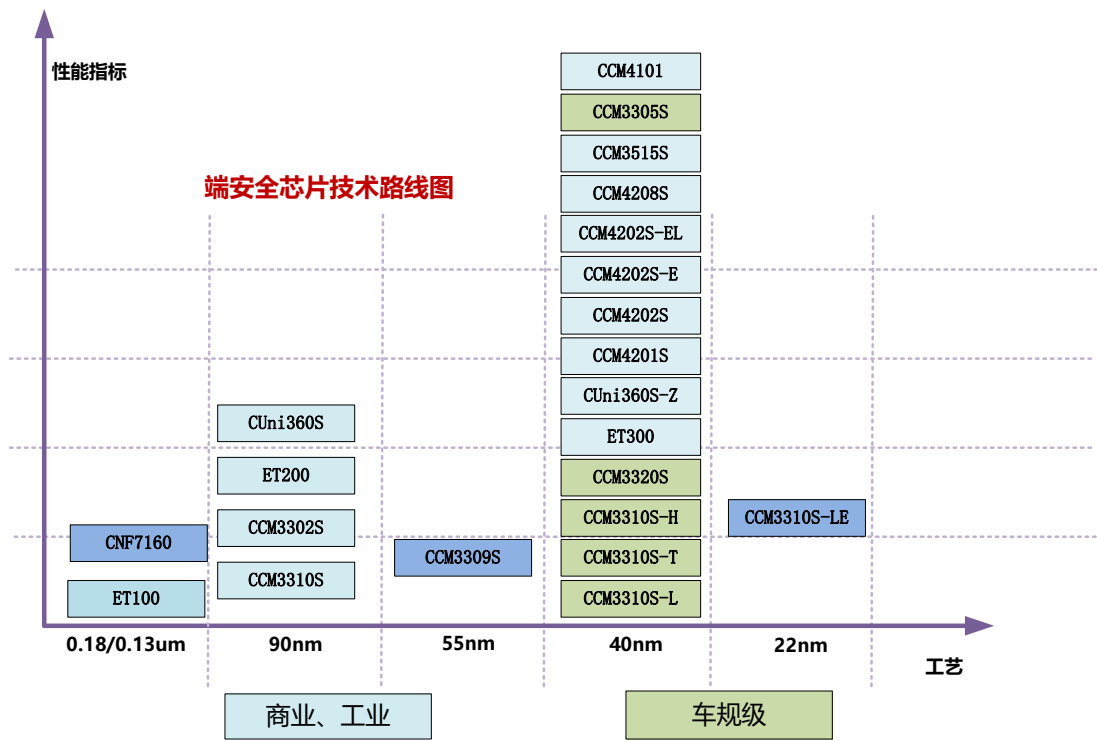 性能指标
端安全芯片技术路线图
CCM4101
CCM3305S
CCM3515S
CCM4208S
CCM4202S-EL
CCM4202S-E
CCM4202S
CCM4201S
CUni360S-Z
ET300
CCM3320S
CCM3310S-H
CCM3310S-T
CCM3310S-L
CUni360S
ET200
CCM3302S
CCM3310S
CNF7160
ET100
CCM3309S
CCM3310S-LE
0.18/0.13um
90nm
55nm
40nm
22nm
工艺
商业、工业
车规级